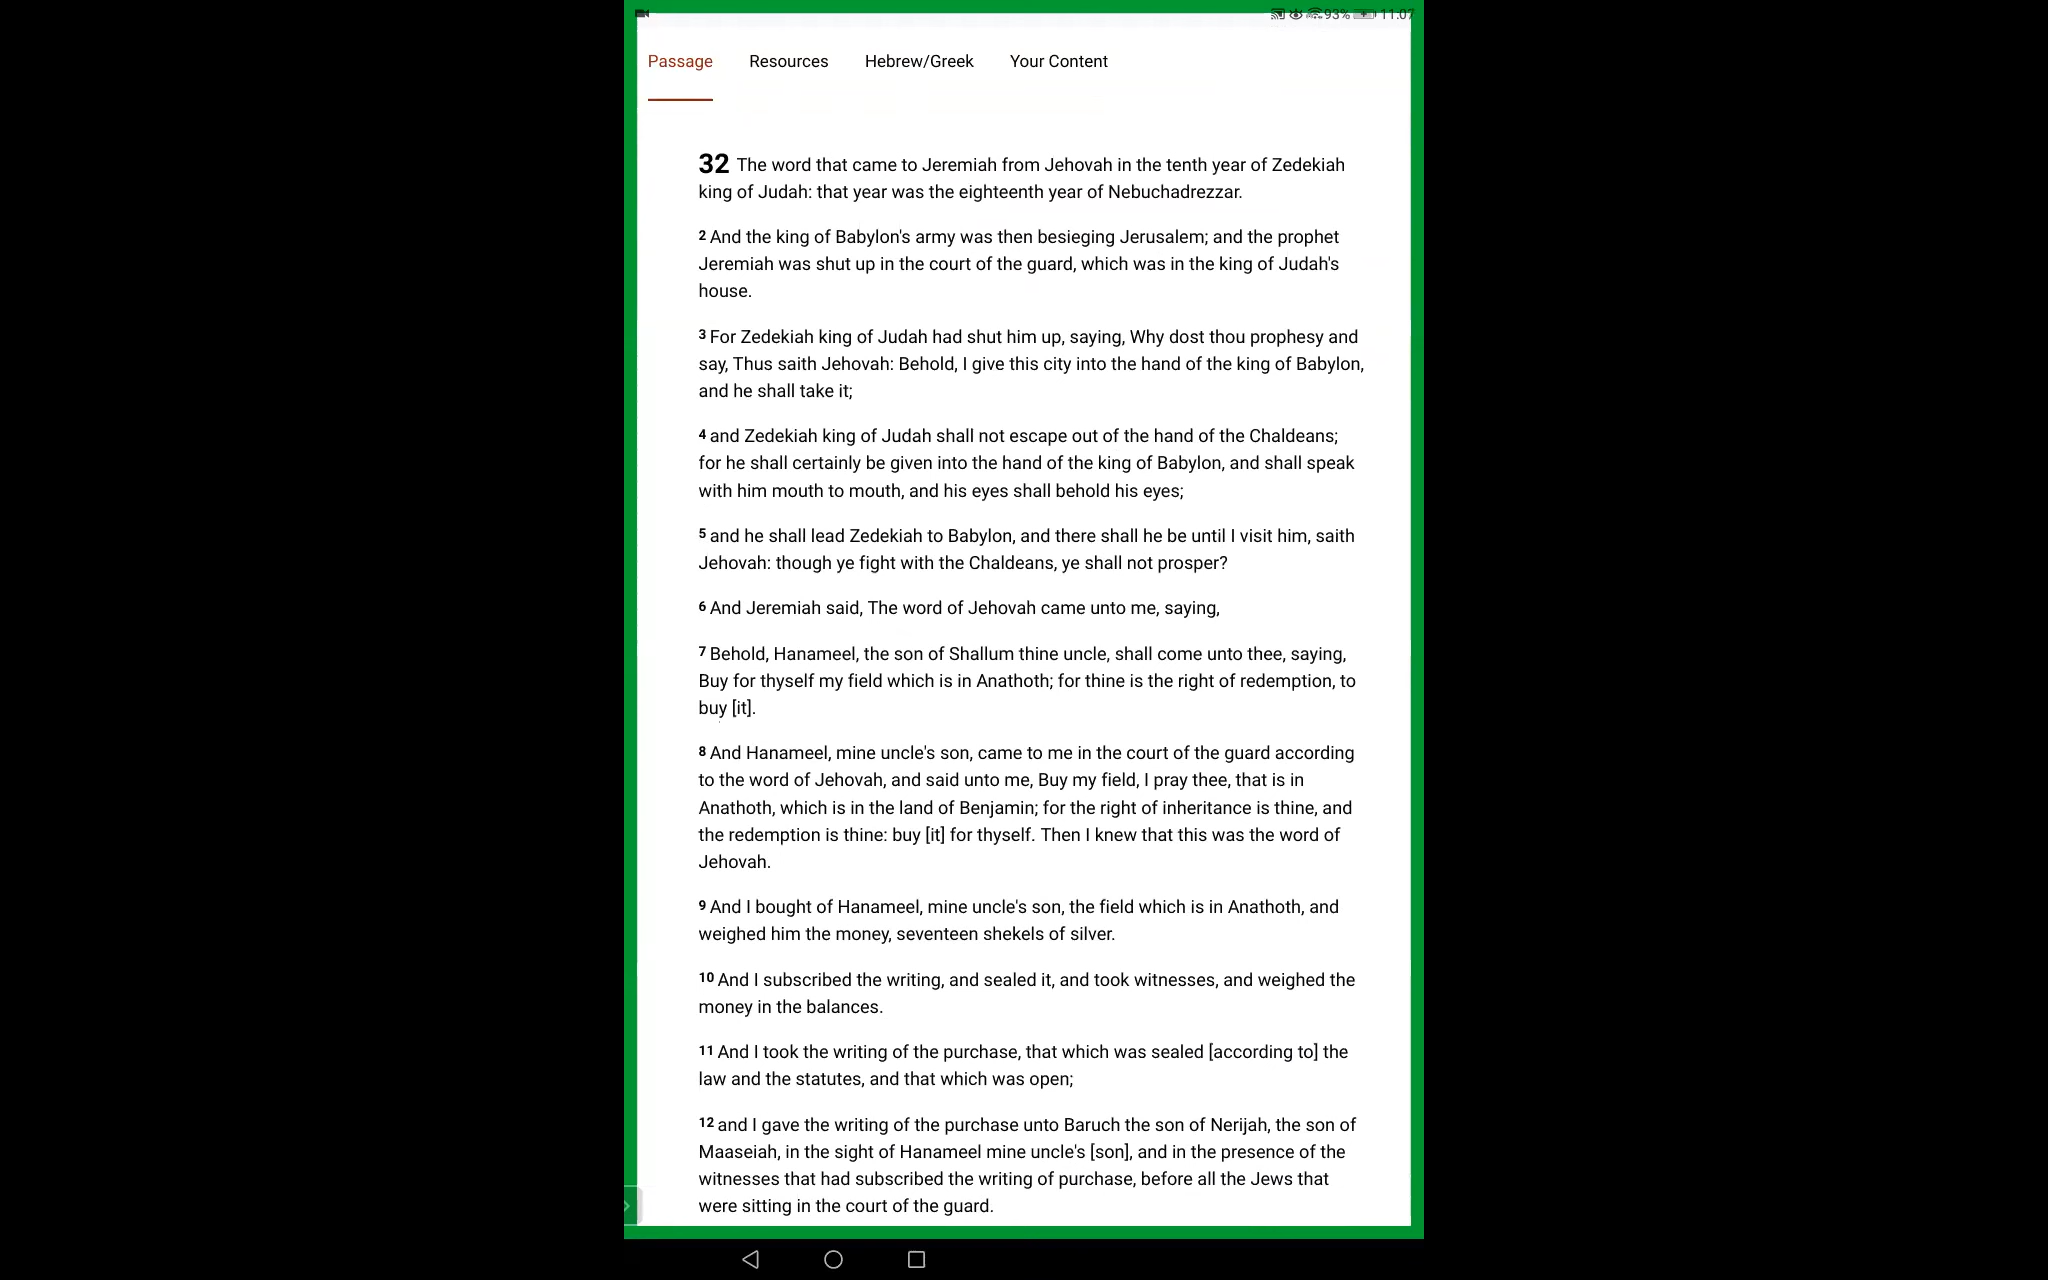 93% 11.07
Passage Resources Hebrew/Greek Your Content
32 The word that came to Jeremiah from Jehovah in the tenth year of Zedekiah
king of Judah: that year was the eighteenth year of Nebuchadrezzar.
2 And the king of Babylon's army was then besieging Jerusalem; and the prophet
Jeremiah was shut up in the court of the guard, which was in the king of Judah's
house.
3 For Zedekiah king of Judah had shut him up, saying, Why dost thou prophesy and
say, Thus saith Jehovah: Behold, I give this city into the hand of the king of Babylon,
and he shall take it;
4 and Zedekiah king of Judah shall not escape out of the hand of the Chaldeans;
for he shall certainly be given into the hand of the king of Babylon, and shall speak
with him mouth to mouth, and his eyes shall behold his eyes;
5 and he shall lead Zedekiah to Babylon, and there shall he be until I visit him, saith
Jehovah: though ye fight with the Chaldeans, ye shall not prosper?
6 And Jeremiah said, The word of Jehovah came unto me, saying,
7 Behold, Hanameel, the son of Shallum thine uncle, shall come unto thee, saying,
Buy for thyself my field which is in Anathoth; for thine is the right of redemption, to
buy [it].
8 And Hanameel, mine uncle's son, came to me in the court of the guard according
to the word of Jehovah, and said unto me, Buy my field, I pray thee, that is in
Anathoth, which is in the land of Benjamin; for the right of inheritance is thine, and
the redemption is thine: buy [it] for thyself. Then I knew that this was the word of
Jehovah.
9 And I bought of Hanameel, mine uncle's son, the field which is in Anathoth, and
weighed him the money, seventeen shekels of silver.
10 And I subscribed the writing, and sealed it, and took witnesses, and weighed the
money in the balances.
11 And I took the writing of the purchase, that which was sealed [according to] the
law and the statutes, and that which was open;
12 and I gave the writing of the purchase unto Baruch the son of Nerijah, the son of
Maaseiah, in the sight of Hanameel mine uncle's [son], and in the presence of the
witnesses that had subscribed the writing of purchase, before all the Jews that
were sitting in the court of the guard.